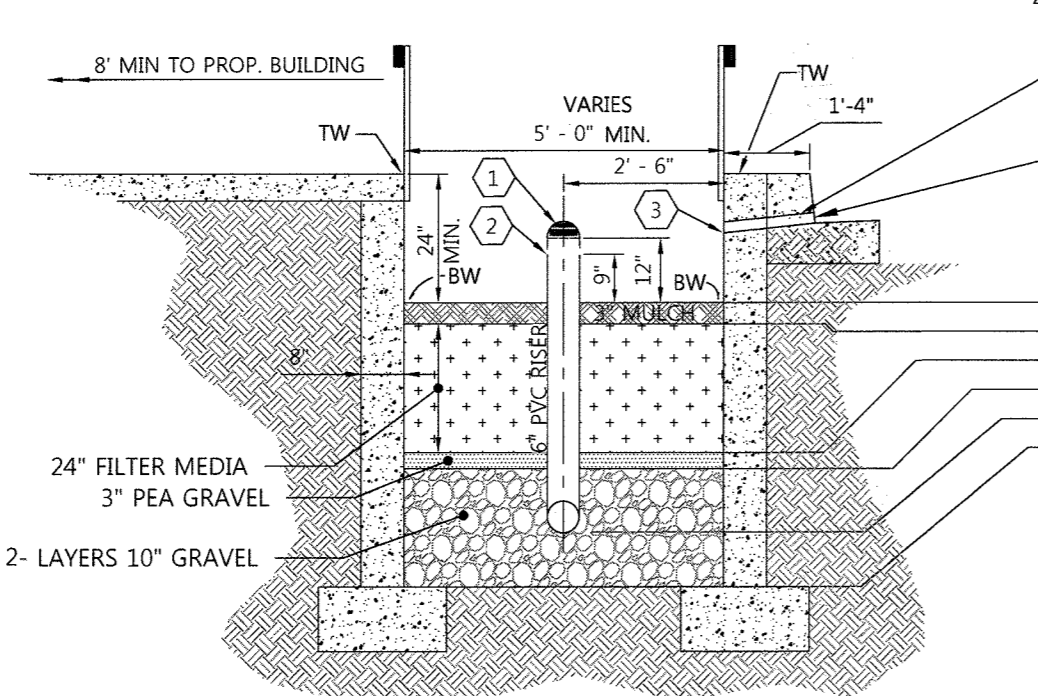 8' MIN TO PROP. BUILDING
TW
VARIES
5' - 0" MIN.
TW
1'-4"
2' - 6"
1
2
3
24" MIN.
9"
12"
BW
BW
3" MULCH
8"
6" PVC RISER
24" FILTER MEDIA
3" PEA GRAVEL
2- LAYERS 10" GRAVEL